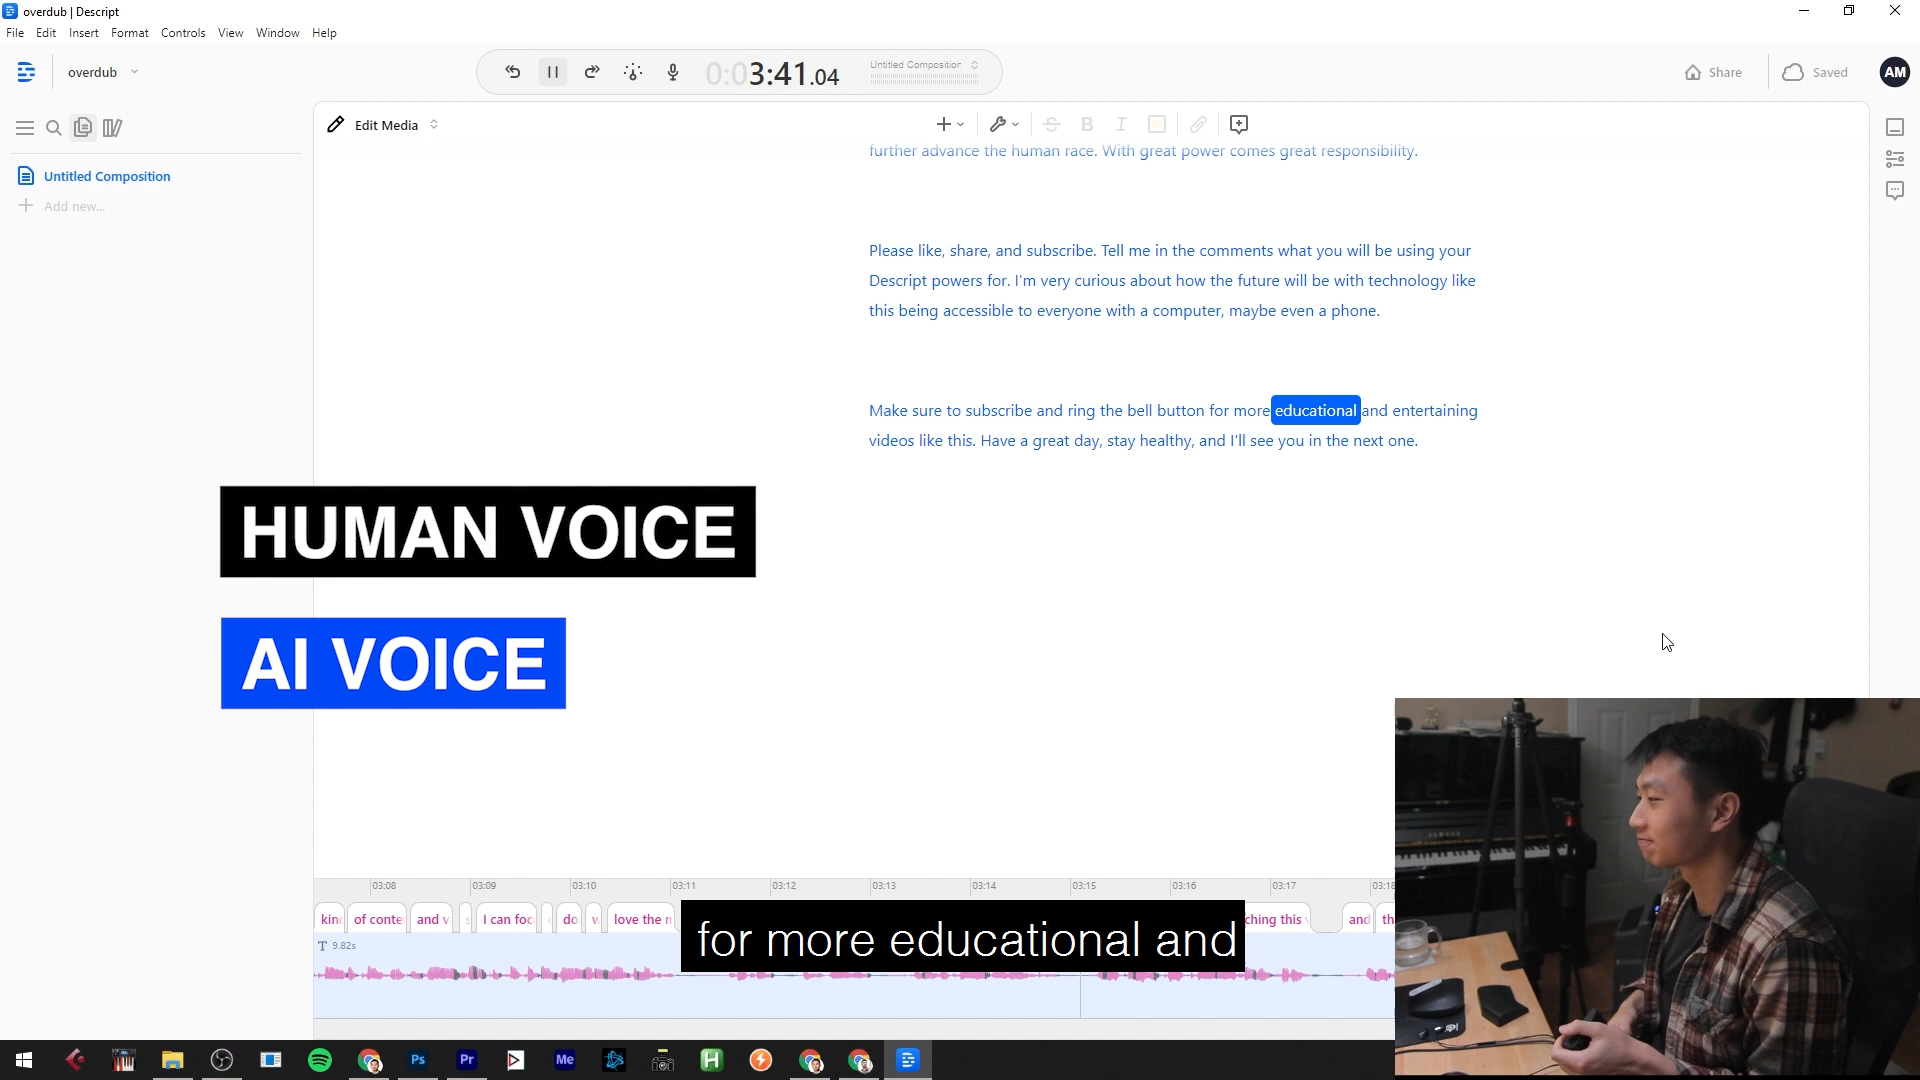 overdub | Descript
File Edit Insert Format Controls View Window Help
overdub
0:03:41.04
Untitled Composition
Share
Saved
AM
Edit Media
B I
Untitled Composition
Add new...
further advance the human race. With great power comes great responsibility.
Please like, share, and subscribe. Tell me in the comments what you will be using your
Descript powers for. I'm very curious about how the future will be with technology like
this being accessible to everyone with a computer, maybe even a phone.
Make sure to subscribe and ring the bell button for more educational and entertaining
videos like this. Have a great day, stay healthy, and I'll see you in the next one.
HUMAN VOICE
AI VOICE
03:08 03:09 03:10 03:11 03:12 03:13 03:14 03:15 03:16 03:17 03:18
kin of conte and v I can foc do w love the ching this and th
T 9.82s
for more educational and
Ps Pr Me H